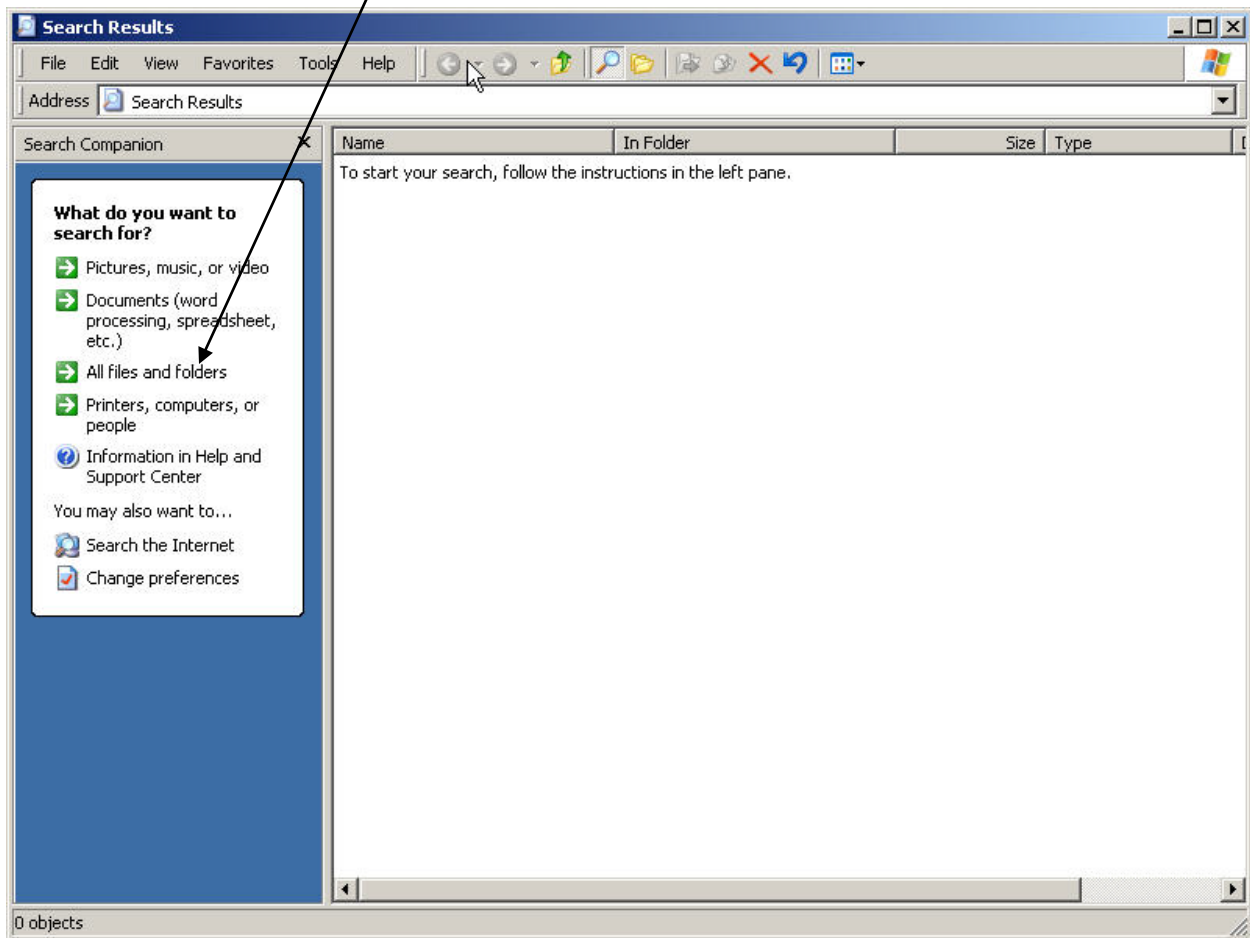 Search Results
File Edit View Favorites Tools Help
Address Search Results
Search Companion
Name In Folder Size Type
To start your search, follow the instructions in the left pane.
What do you want to
search for?
Pictures, music, or video
Documents (word
processing, spreadsheet,
etc.)
All files and folders
Printers, computers, or
people
Information in Help and
Support Center
You may also want to...
Search the Internet
Change preferences
0 objects